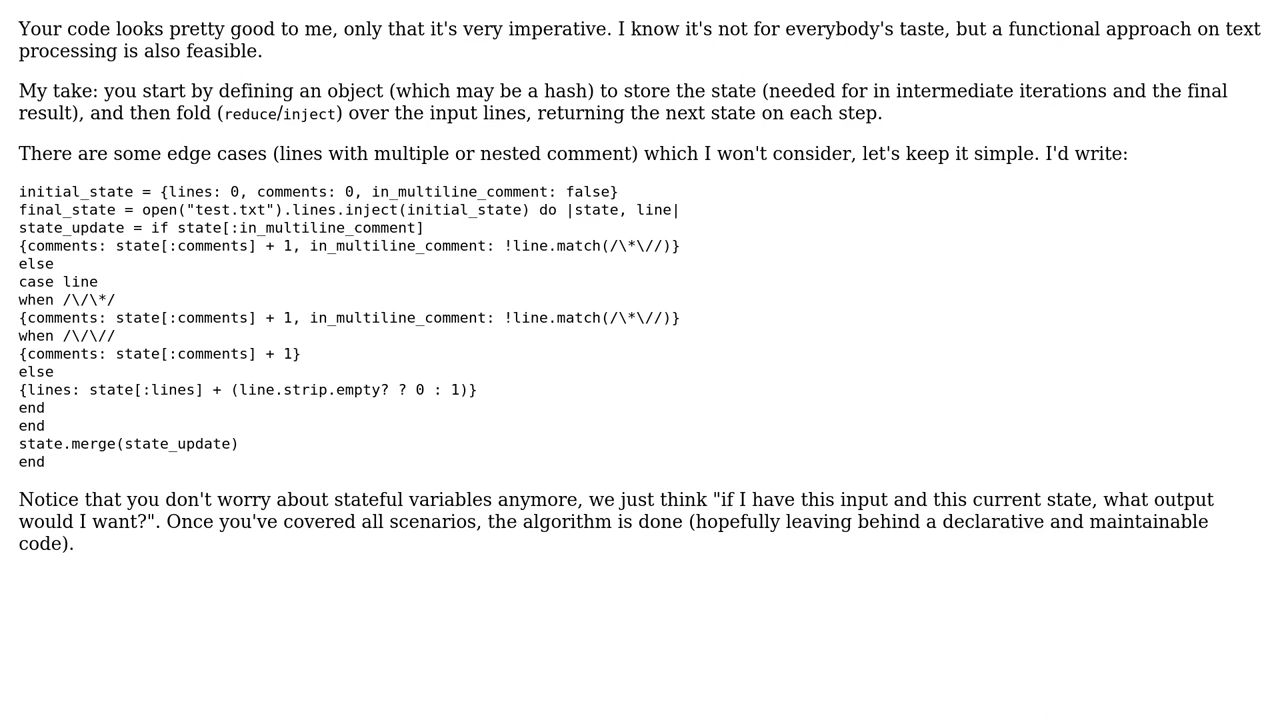 Your code looks pretty good to me, only that it's very imperative. I know it's not for everybody's taste, but a functional approach on text
processing is also feasible.
My take: you start by defining an object (which may be a hash) to store the state (needed for in intermediate iterations and the final
result), and then fold (reduce/inject) over the input lines, returning the next state on each step.
There are some edge cases (lines with multiple or nested comment) which I won't consider, let's keep it simple. I'd write:
initial_state = {lines: 0, comments: 0, in_multiline_comment: false}
final_state = open("test.txt").lines.inject(initial_state) do |state, line|
state_update = if state[:in_multiline_comment]
{comments: state[:comments] + 1, in_multiline_comment: !line.match(/\*\//)}
else
case line
when /\/\*/
{comments: state[:comments] + 1, in_multiline_comment: !line.match(/\*\//)}
when /\/\//
{comments: state[:comments] + 1}
else
{lines: state[:lines] + (line.strip.empty? ? 0 : 1)}
end
end
state.merge(state_update)
end
Notice that you don't worry about stateful variables anymore, we just think "if I have this input and this current state, what output
would I want?". Once you've covered all scenarios, the algorithm is done (hopefully leaving behind a declarative and maintainable
code).